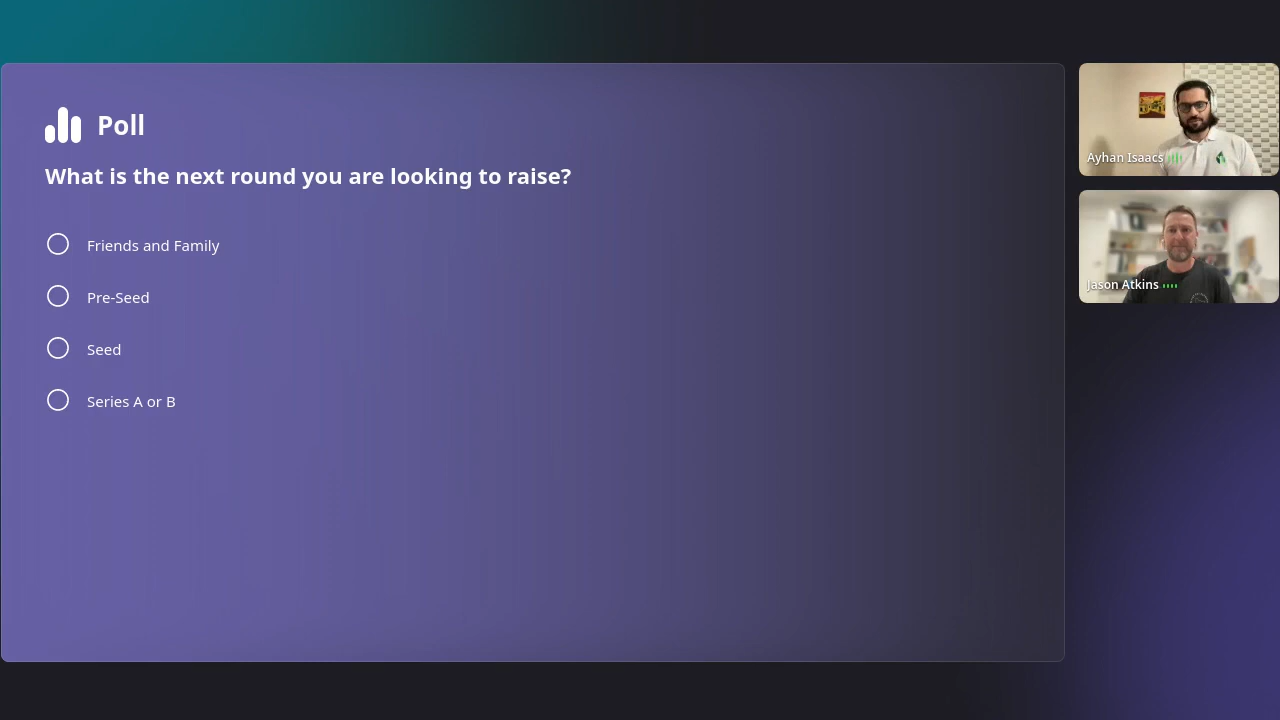 Poll
What is the next round you are looking to raise?
Friends and Family
Pre-Seed
Seed
Series A or B
Ayhan Isaacs
Jason Atkins